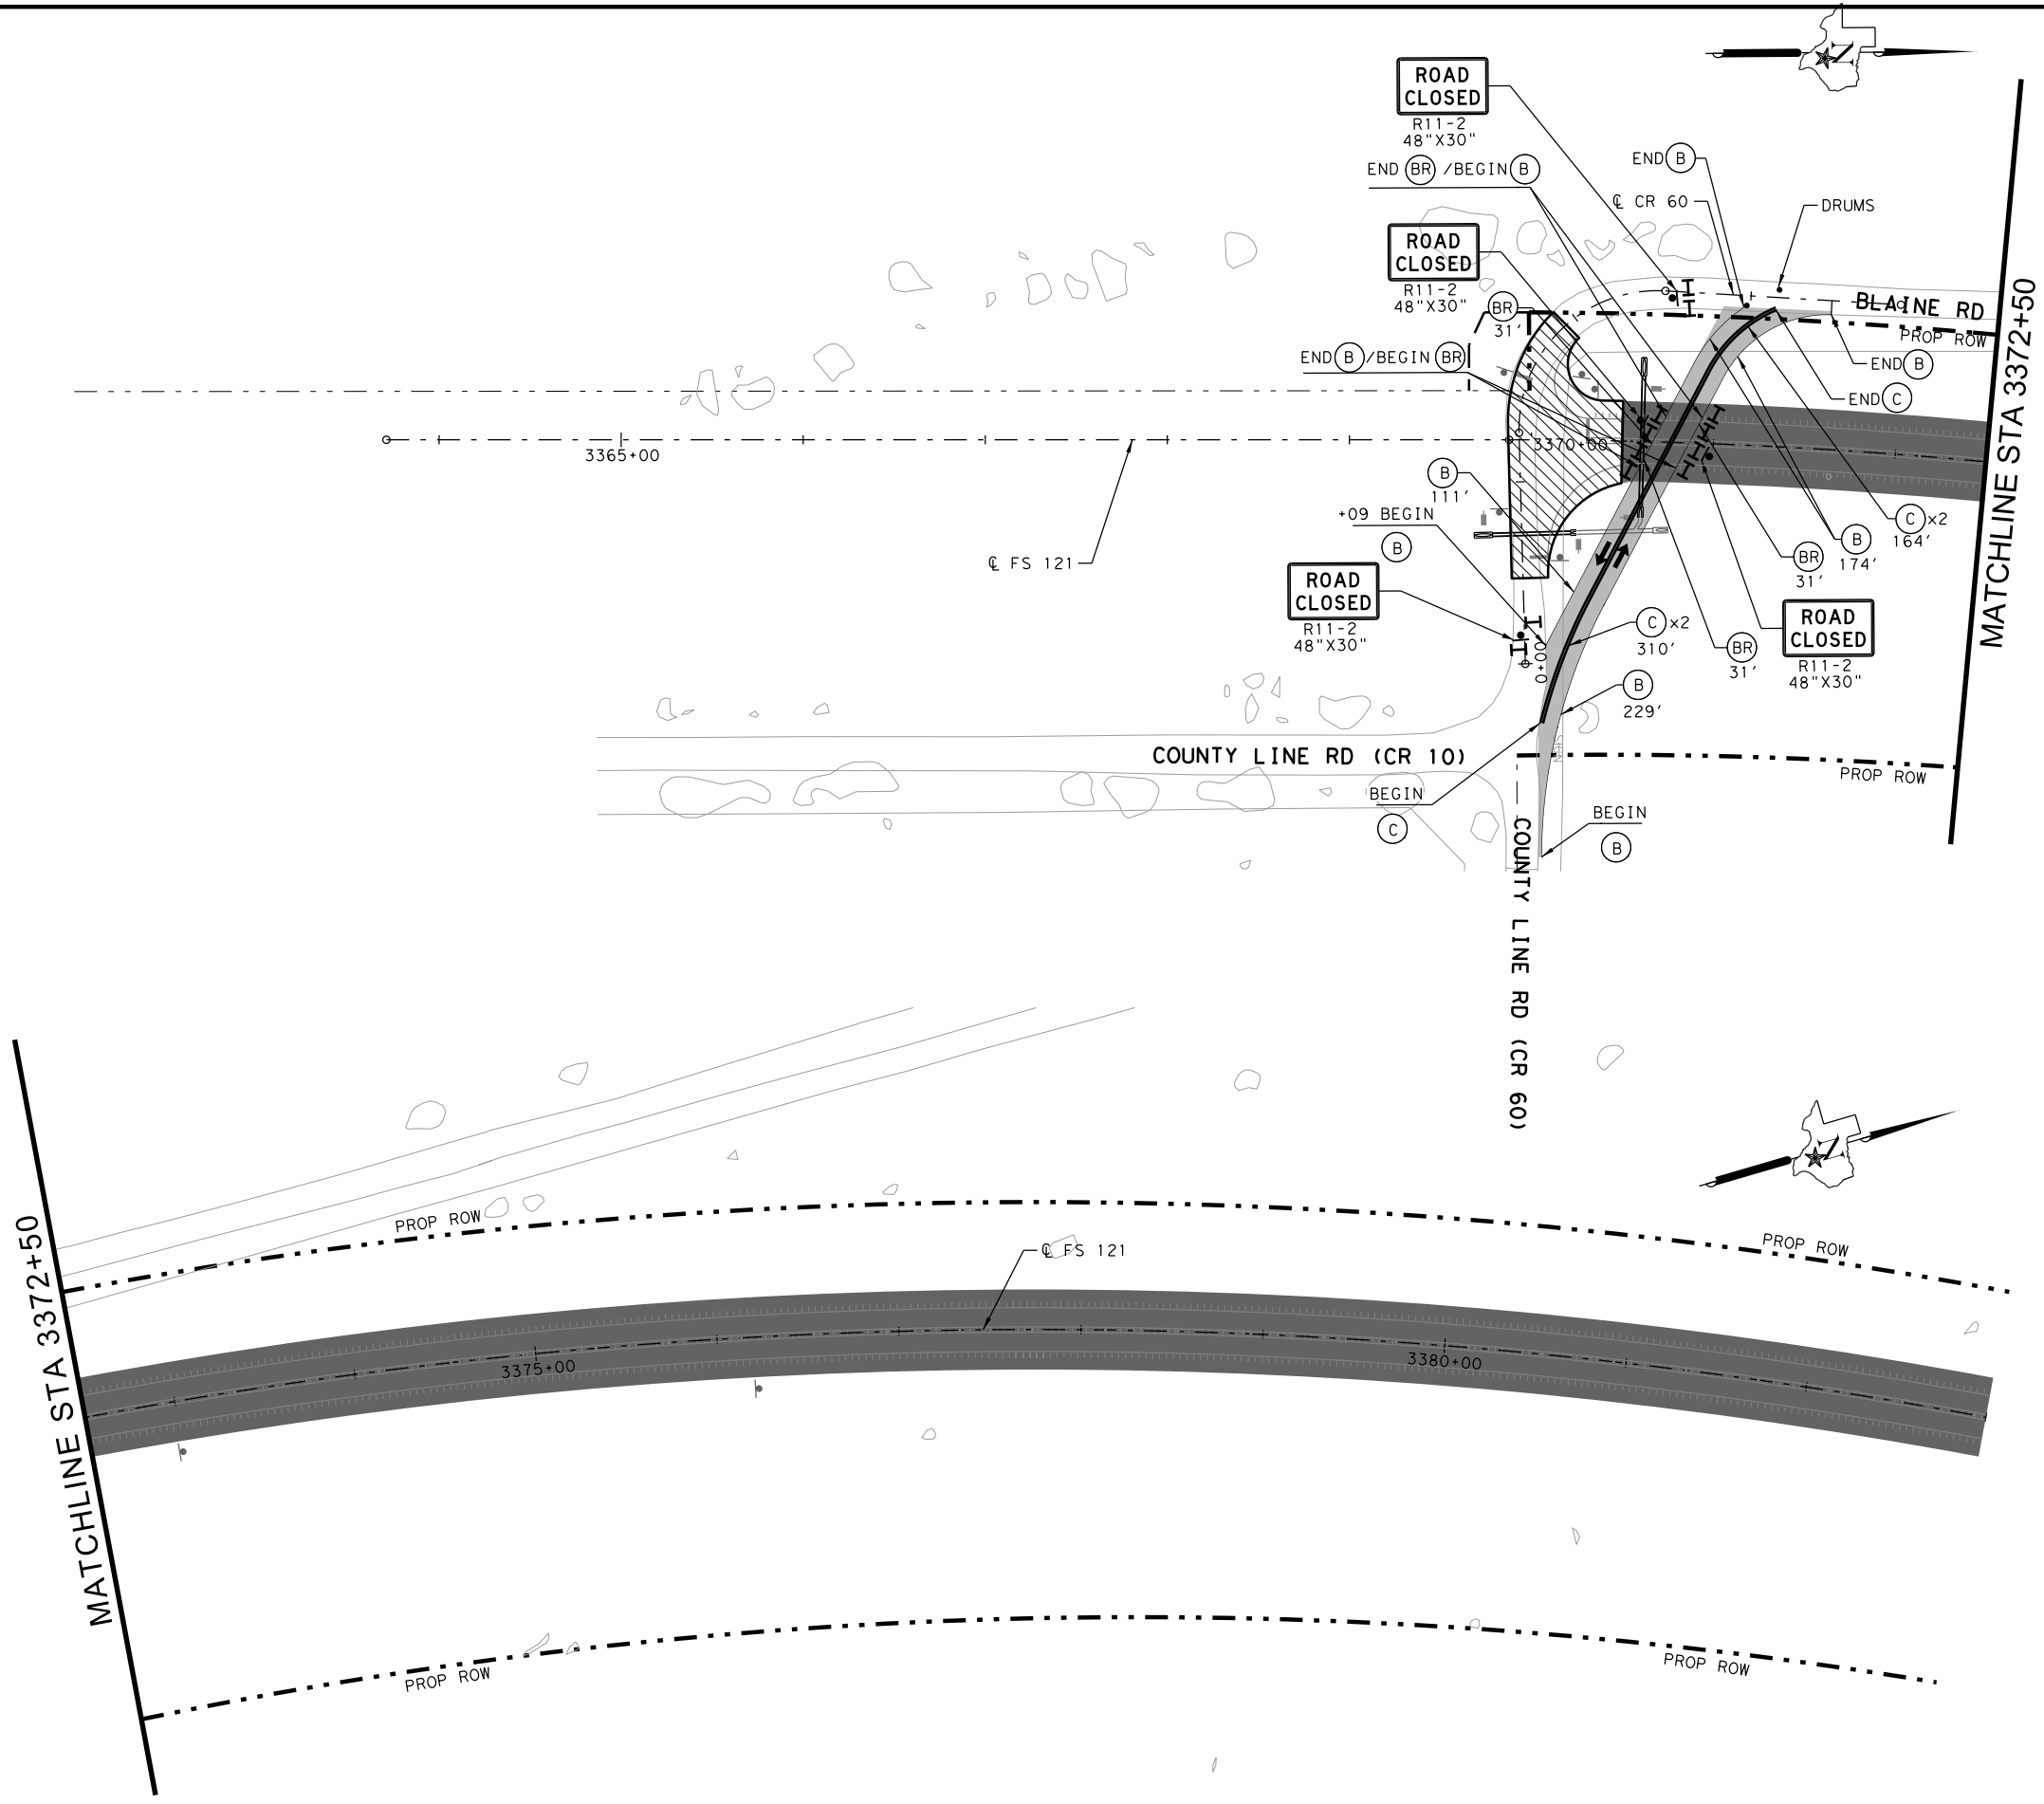 ROAD
CLOSED
R11-2
48"X30"
END BR /BEGIN B
END B
℄ CR 60
DRUMS
ROAD
CLOSED
R11-2
48"X30"
BR
31'
BLAINE RD
PROP ROW
END B/BEGIN BR
END B
END C
MATCHLINE STA 3372+50
3365+00
3370+00
B
111'
+09 BEGIN
B
C x2
164'
B
174'
BR
31'
℄ FS 121
ROAD
CLOSED
R11-2
48"X30"
0+00
C x2
310'
ROAD
CLOSED
R11-2
48"X30"
BR
31'
B
229'
COUNTY LINE RD (CR 10)
PROP ROW
BEGIN
C
BEGIN
B
COUNTY LINE RD (CR 60)
MATCHLINE STA 3372+50
PROP ROW
℄ FS 121
PROP ROW
3375+00
3380+00
PROP ROW
PROP ROW